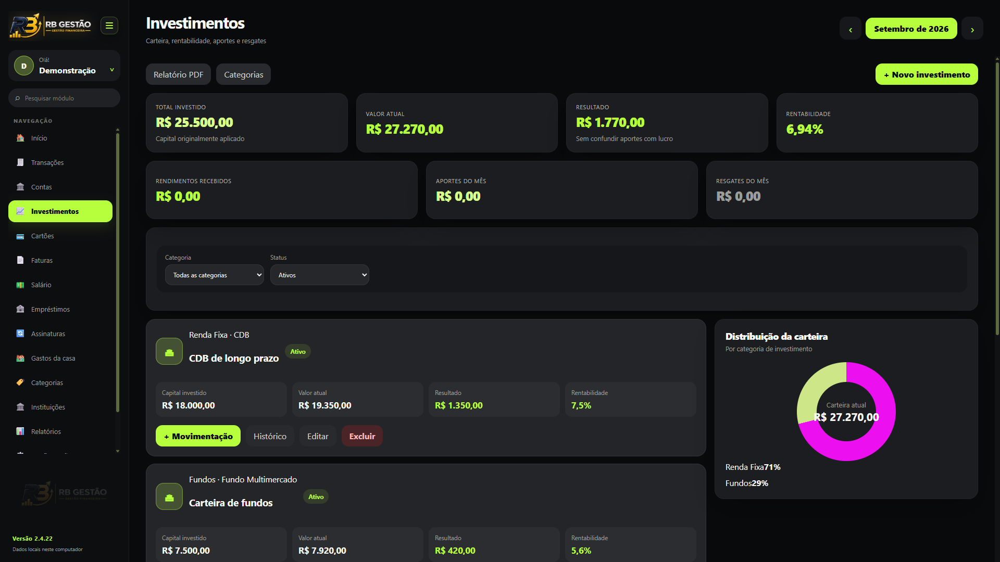 RB GESTÃO
GESTÃO FINANCEIRA
Olá!
D
Demonstração
Pesquisar módulo
NAVEGAÇÃO
Início
Transações
Contas
Investimentos
Cartões
Faturas
Salário
Empréstimos
Assinaturas
Gastos da casa
Categorias
Instituições
Relatórios
RB GESTÃO
GESTÃO FINANCEIRA
Versão 2.4.22
Dados locais neste computador
Investimentos
Carteira, rentabilidade, aportes e resgates
‹ Setembro de 2026 ›
Relatório PDF Categorias + Novo investimento
TOTAL INVESTIDO
R$ 25.500,00
Capital originalmente aplicado
VALOR ATUAL
R$ 27.270,00
RESULTADO
R$ 1.770,00
Sem confundir aportes com lucro
RENTABILIDADE
6,94%
RENDIMENTOS RECEBIDOS
R$ 0,00
APORTES DO MÊS
R$ 0,00
RESGATES DO MÊS
R$ 0,00
Categoria
Todas as categorias
Status
Ativos
Renda Fixa · CDB
CDB de longo prazo
Ativo
Capital investido
R$ 18.000,00
Valor atual
R$ 19.350,00
Resultado
R$ 1.350,00
Rentabilidade
7,5%
+ Movimentação Histórico Editar Excluir
Fundos · Fundo Multimercado
Carteira de fundos
Ativo
Capital investido
R$ 7.500,00
Valor atual
R$ 7.920,00
Resultado
R$ 420,00
Rentabilidade
5,6%
Distribuição da carteira
Por categoria de investimento
Carteira atual
R$ 27.270,00
Renda Fixa71%
Fundos29%